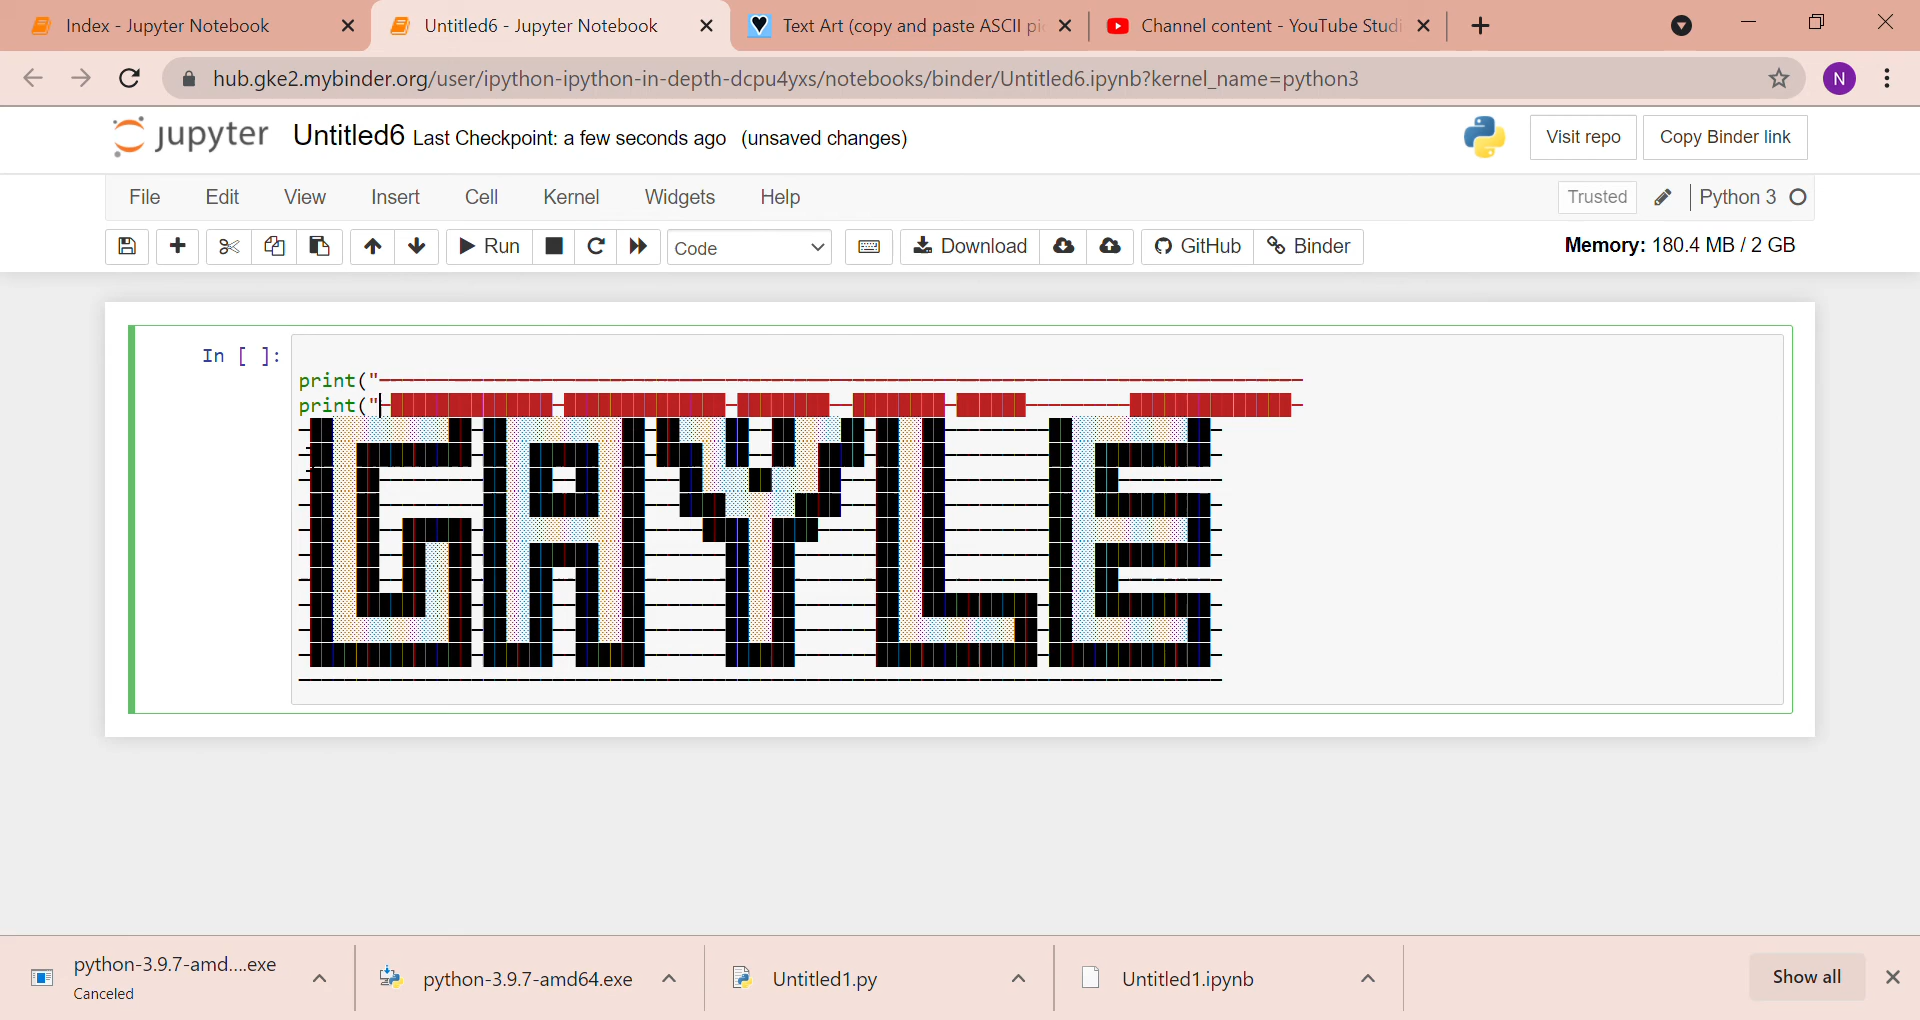 Index - Jupyter Notebook
Untitled6 - Jupyter Notebook
Text Art (copy and paste ASCII pi
Channel content - YouTube Studi
hub.gke2.mybinder.org/user/ipython-ipython-in-depth-dcpu4yxs/notebooks/binder/Untitled6.ipynb?kernel_name=python3
N
jupyter Untitled6 Last Checkpoint: a few seconds ago (unsaved changes)
Visit repo
Copy Binder link
File Edit View Insert Cell Kernel Widgets Help
Trusted
Python 3
Run
Code
Download
GitHub
Binder
Memory: 180.4 MB / 2 GB
In [ ]:
print("
print("
GAYLE
python-3.9.7-amd....exe
Canceled
python-3.9.7-amd64.exe
Untitled1.py
Untitled1.ipynb
Show all